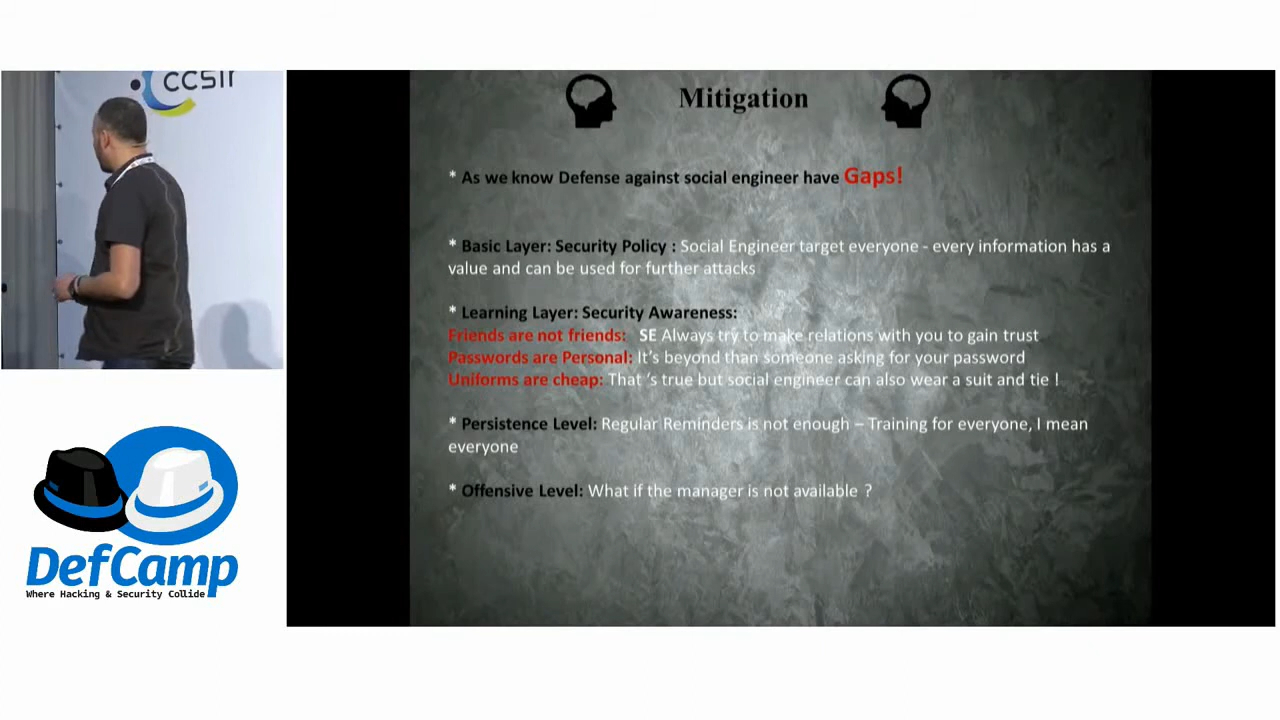 ccsir
Mitigation
* As we know Defense against social engineer have Gaps!
* Basic Layer: Security Policy : Social Engineer target everyone - every information has a
value and can be used for further attacks
* Learning Layer: Security Awareness:
Friends are not friends: SE Always try to make relations with you to gain trust
Passwords are Personal: It's beyond than someone asking for your password
Uniforms are cheap: That 's true but social engineer can also wear a suit and tie !
* Persistence Level: Regular Reminders is not enough – Training for everyone, I mean
everyone
* Offensive Level: What if the manager is not available ?
DefCamp
Where Hacking & Security Collide